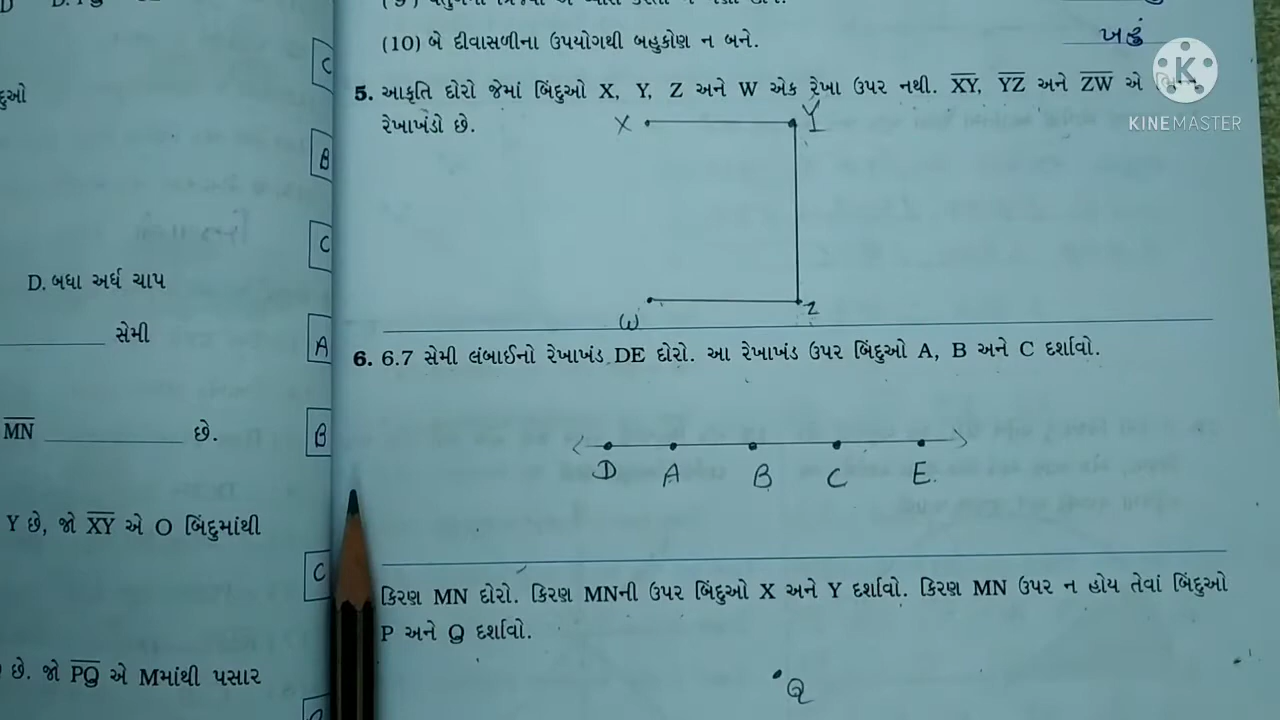 D
(10) બે દીવાસળીના ઉપયોગથી બહુકોણ ન બને.
ખરું
C
5. આકૃતિ દોરો જેમાં બિંદુઓ X, Y, Z અને W એક રેખા ઉપર નથી. XY, YZ અને ZW એ
રેખાખંડો છે.
KINEMASTER
X
Y
B
C
D. બધા અર્ધ ચાપ
W
Z
સેમી
A
6. 6.7 સેમી લંબાઈનો રેખાખંડ DE દોરો. આ રેખાખંડ ઉપર બિંદુઓ A, B અને C દર્શાવો.
MN ________ છે.
B
D A B C E.
Y છે, જો XY એ O બિંદુમાંથી
C
કિરણ MN દોરો. કિરણ MNની ઉપર બિંદુઓ X અને Y દર્શાવો. કિરણ MN ઉપર ન હોય તેવાં બિંદુઓ
P અને Q દર્શાવો.
છે. જો PQ એ Mમાંથી પસાર
Q